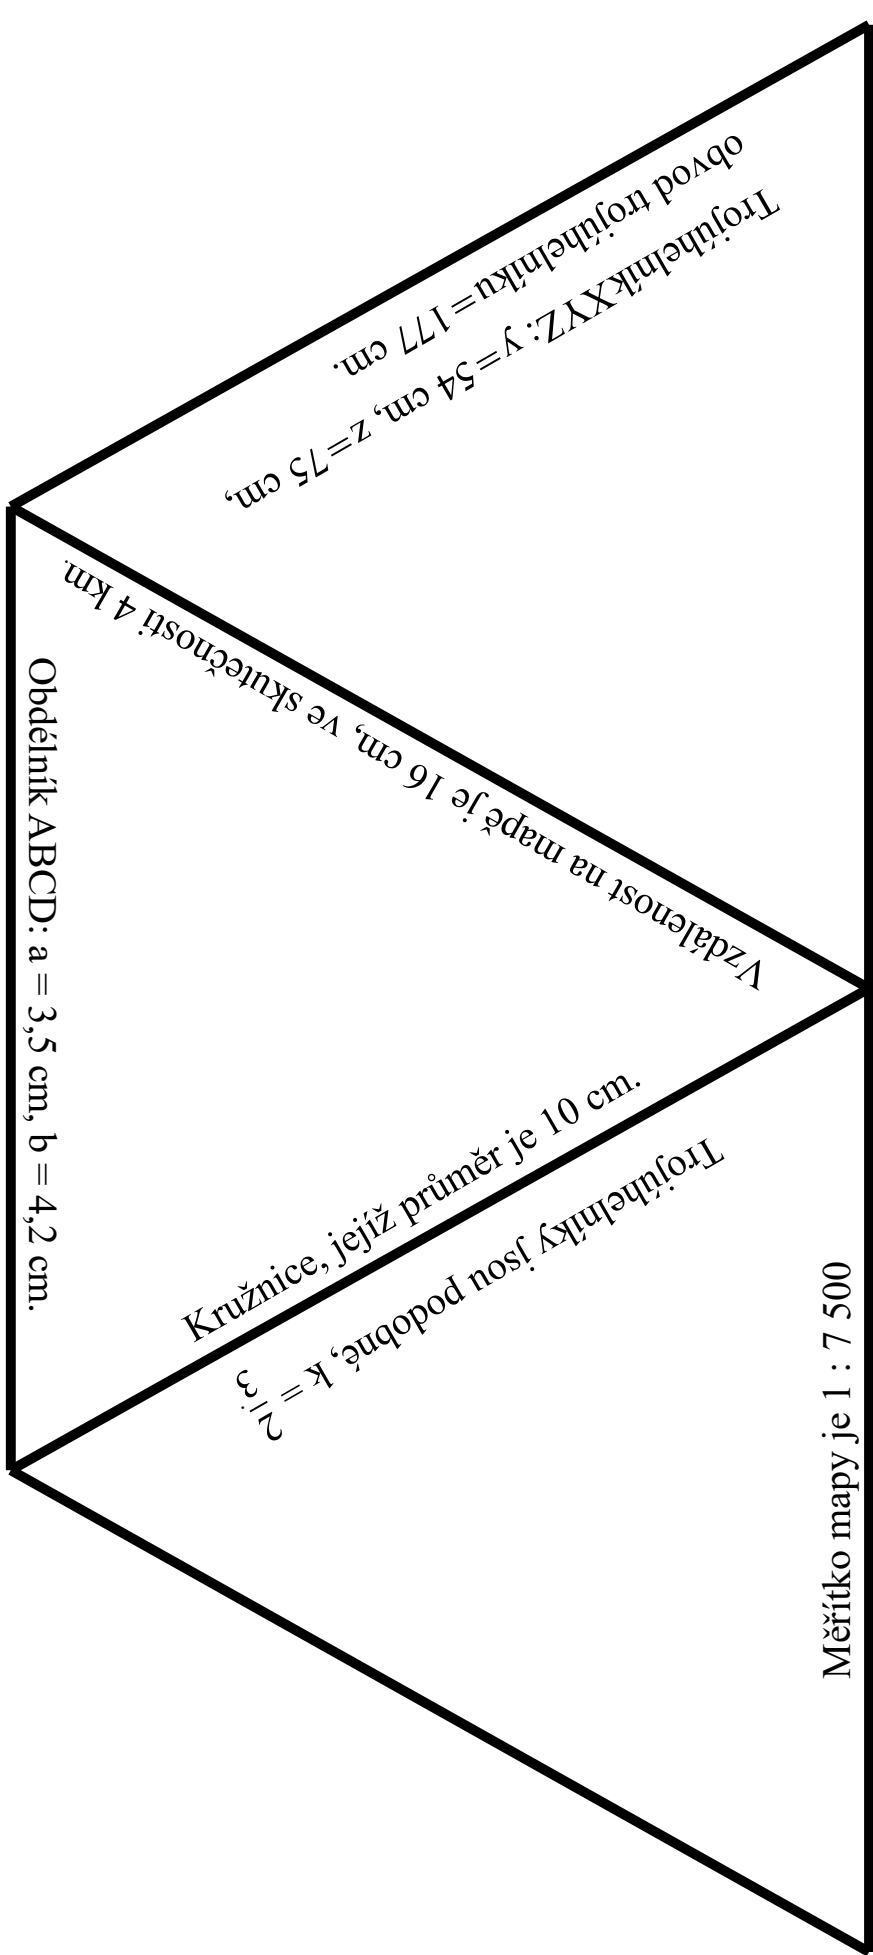 Trojúhelník XYZ: y=54 cm, z=75 cm,
obvod trojúhelníku=177 cm.
Vzdálenost na mapě je 16 cm, ve skutečnosti 4 km.
Obdélník ABCD: a = 3,5 cm, b = 4,2 cm.
Kružnice, jejíž průměr je 10 cm.
Trojúhelníky jsou podobné, k = 2/3.
Měřítko mapy je 1 : 7 500